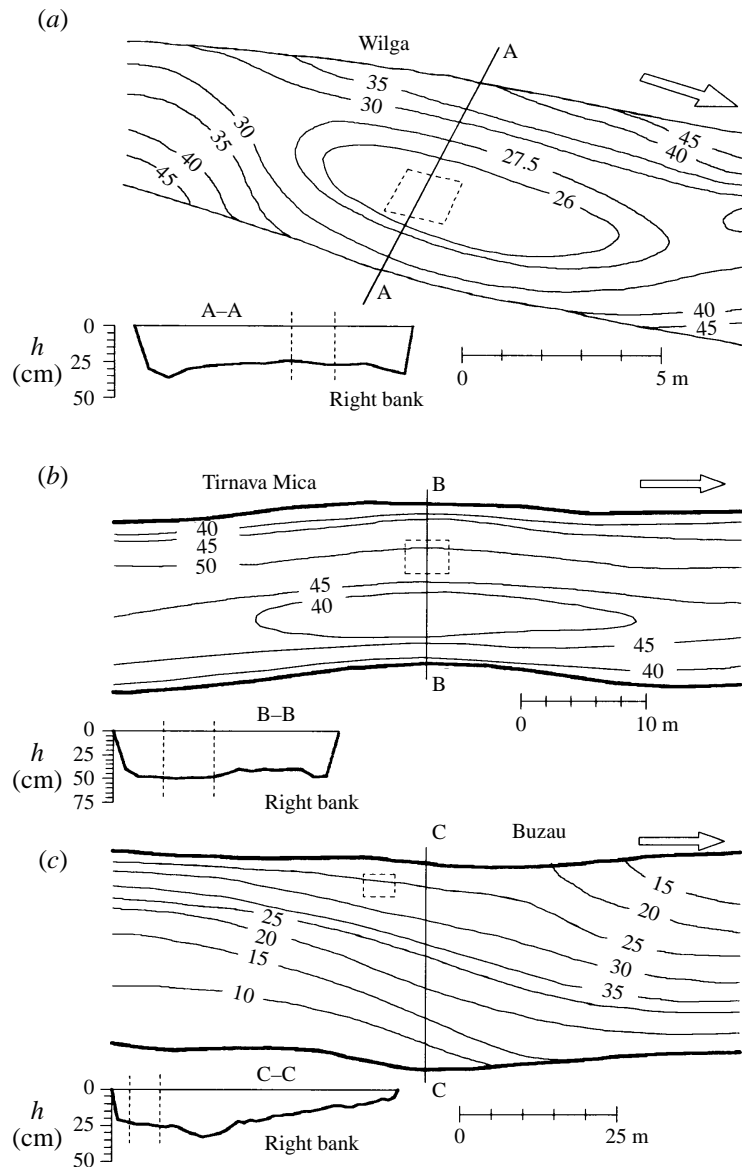 (a)
Wilga
A
35
30
45
40
30
35
40
45
27.5
26
A
40
45
A–A
0
25
50
h
(cm)
Right bank
0 5 m
(b)
Tirnava Mica
B
40
45
50
45
40
45
40
B
0 10 m
B–B
0
25
50
75
h
(cm)
Right bank
(c)
C
Buzau
15
20
25
30
35
25
20
15
10
C
C–C
0
25
50
h
(cm)
Right bank
0 25 m